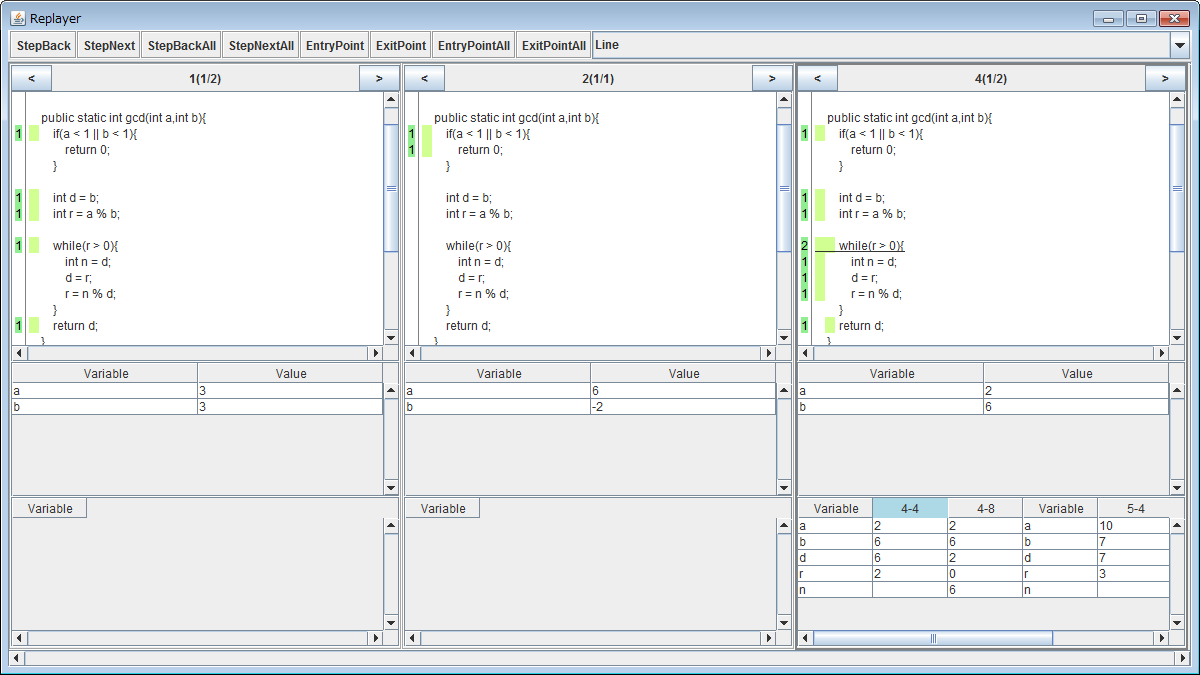 Replayer
StepBack StepNext StepBackAll StepNextAll EntryPoint ExitPoint EntryPointAll ExitPointAll Line
< 1(1/2) >
public static int gcd(int a,int b){
1 if(a < 1 || b < 1){
return 0;
}
1 int d = b;
1 int r = a % b;
1 while(r > 0){
int n = d;
d = r;
r = n % d;
}
1 return d;
}
Variable Value
a 3
b 3
Variable
< 2(1/1) >
public static int gcd(int a,int b){
1 if(a < 1 || b < 1){
1 return 0;
}
int d = b;
int r = a % b;
while(r > 0){
int n = d;
d = r;
r = n % d;
}
return d;
}
Variable Value
a 6
b -2
Variable
< 4(1/2) >
public static int gcd(int a,int b){
1 if(a < 1 || b < 1){
return 0;
}
1 int d = b;
1 int r = a % b;
2 while(r > 0){
1 int n = d;
1 d = r;
1 r = n % d;
}
1 return d;
}
Variable Value
a 2
b 6
Variable 4-4 4-8 Variable 5-4
a 2 2 a 10
b 6 6 b 7
d 6 2 d 7
r 2 0 r 3
n 6 n